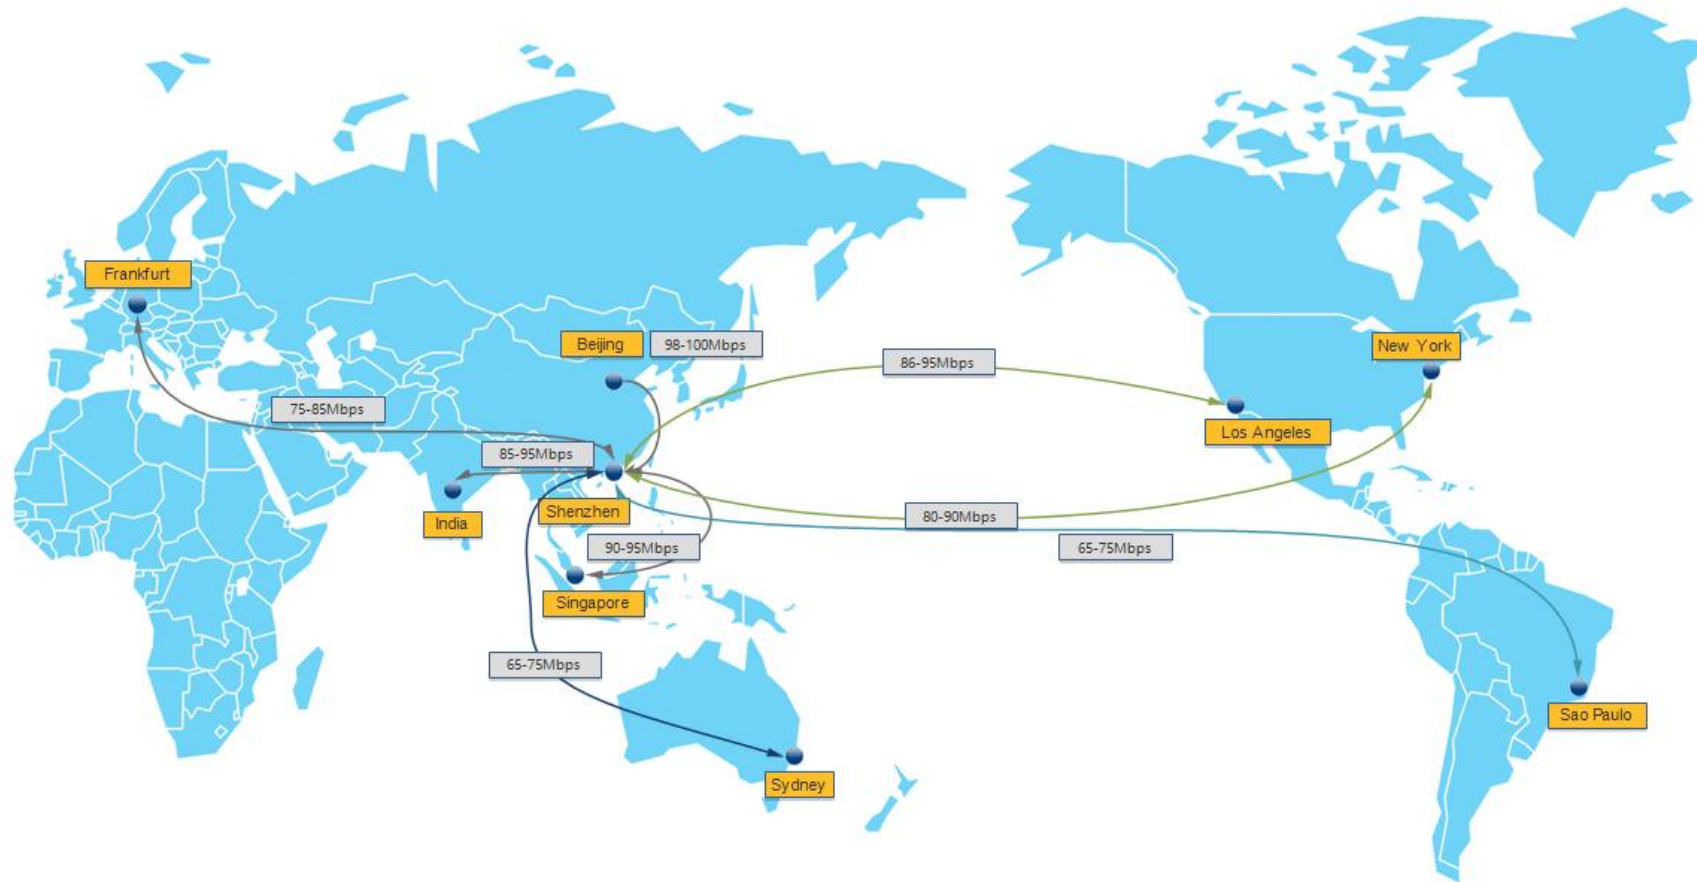 Frankfurt
Beijing
98-100Mbps
New York
86-95Mbps
75-85Mbps
Los Angeles
85-95Mbps
Shenzhen
India
80-90Mbps
90-95Mbps
65-75Mbps
Singapore
65-75Mbps
Sao Paulo
Sydney